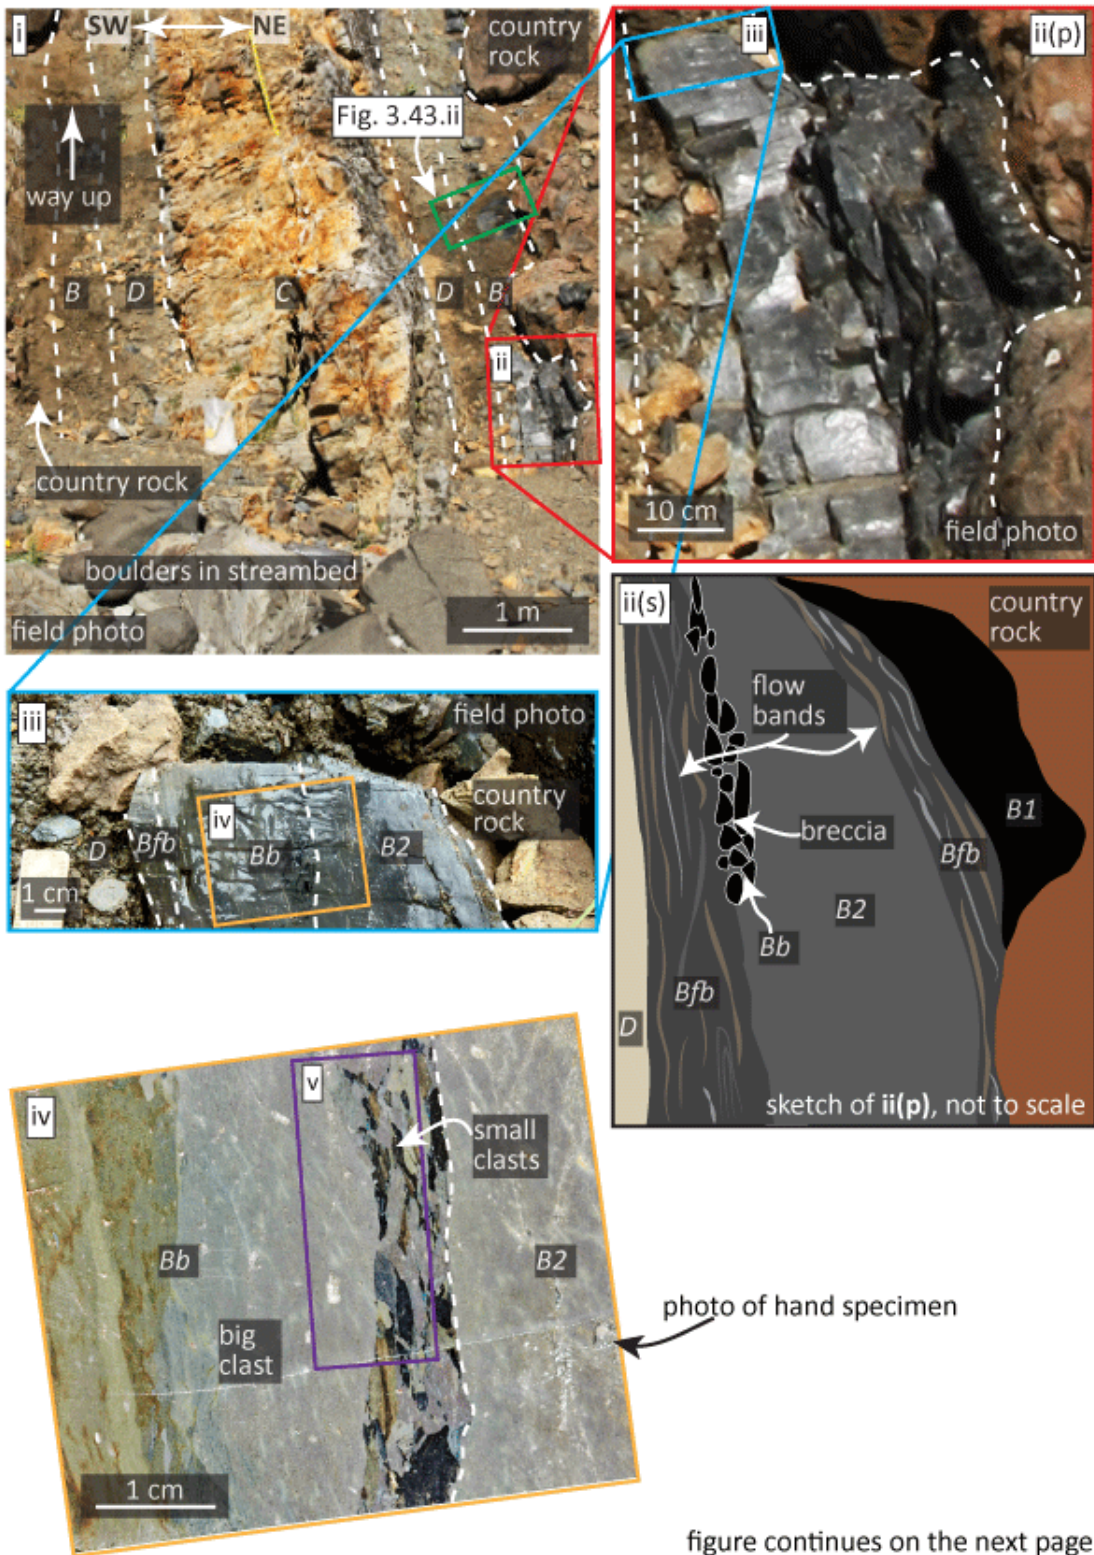 i
SW
NE
country
rock
Fig. 3.43.ii
way up
B
D
C
D
B
ii
country rock
boulders in streambed
1 m
field photo
iii
ii(p)
10 cm
field photo
ii(s)
country
rock
flow
bands
B1
breccia
Bfb
B2
Bb
Bfb
D
sketch of ii(p), not to scale
iii
field photo
country
rock
iv
D
Bfb
Bb
B2
1 cm
iv
v
small
clasts
Bb
B2
big
clast
photo of hand specimen
1 cm
figure continues on the next page